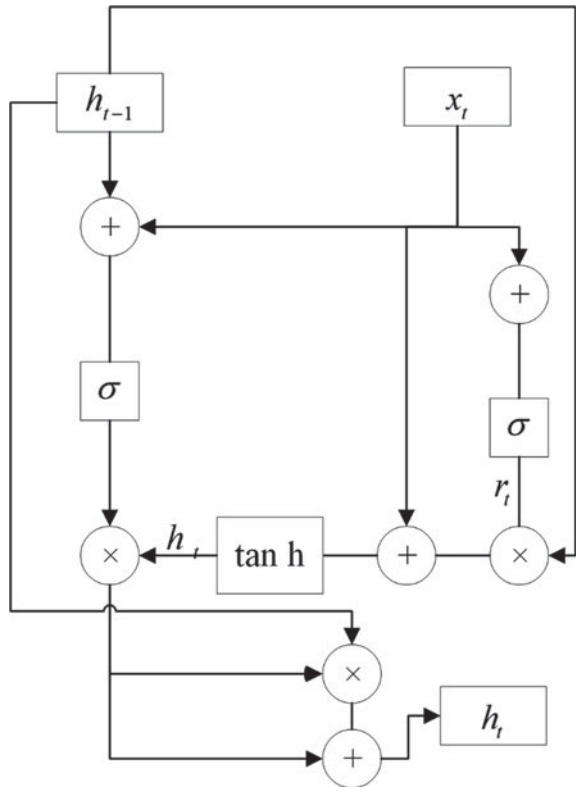 h_{t-1}
x_t
+
+
σ
σ
r_t
×
h_t
tan h
+
×
×
h_t
+